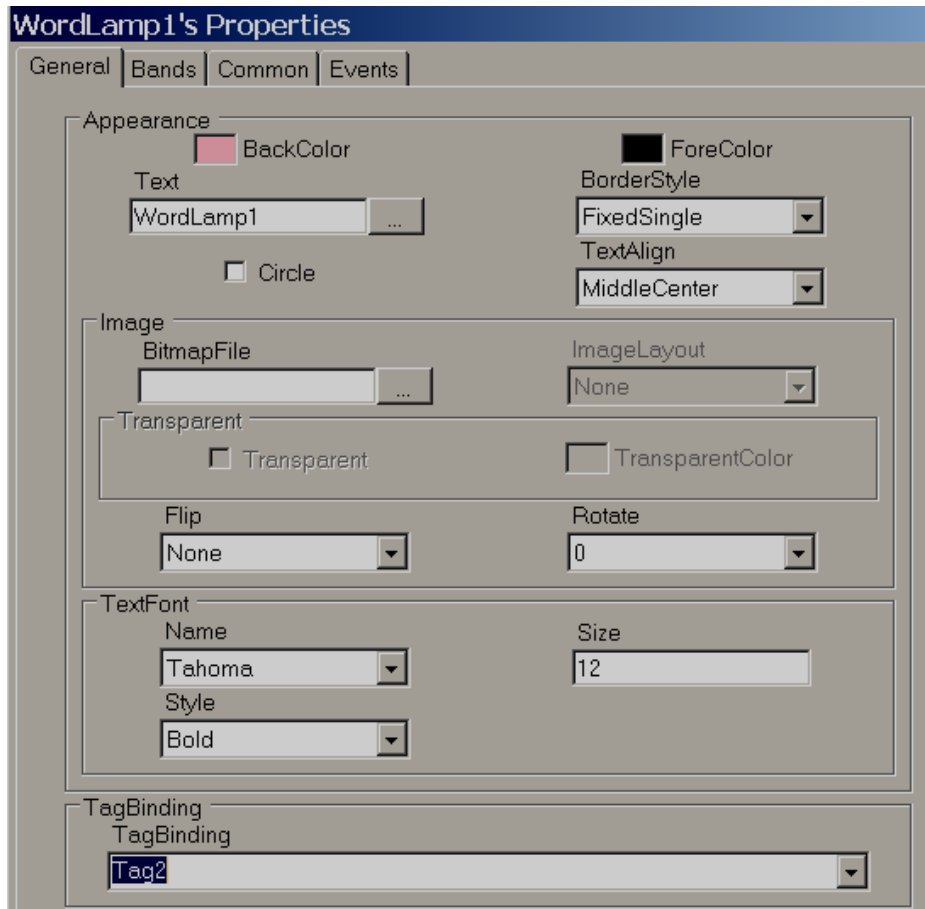 WordLamp1's Properties
General Bands Common Events
Appearance
BackColor ForeColor
Text BorderStyle
WordLamp1 ... FixedSingle
TextAlign
Circle MiddleCenter
Image
BitmapFile ImageLayout
... None
Transparent
Transparent TransparentColor
Flip Rotate
None 0
TextFont
Name Size
Tahoma 12
Style
Bold
TagBinding
TagBinding
Tag2